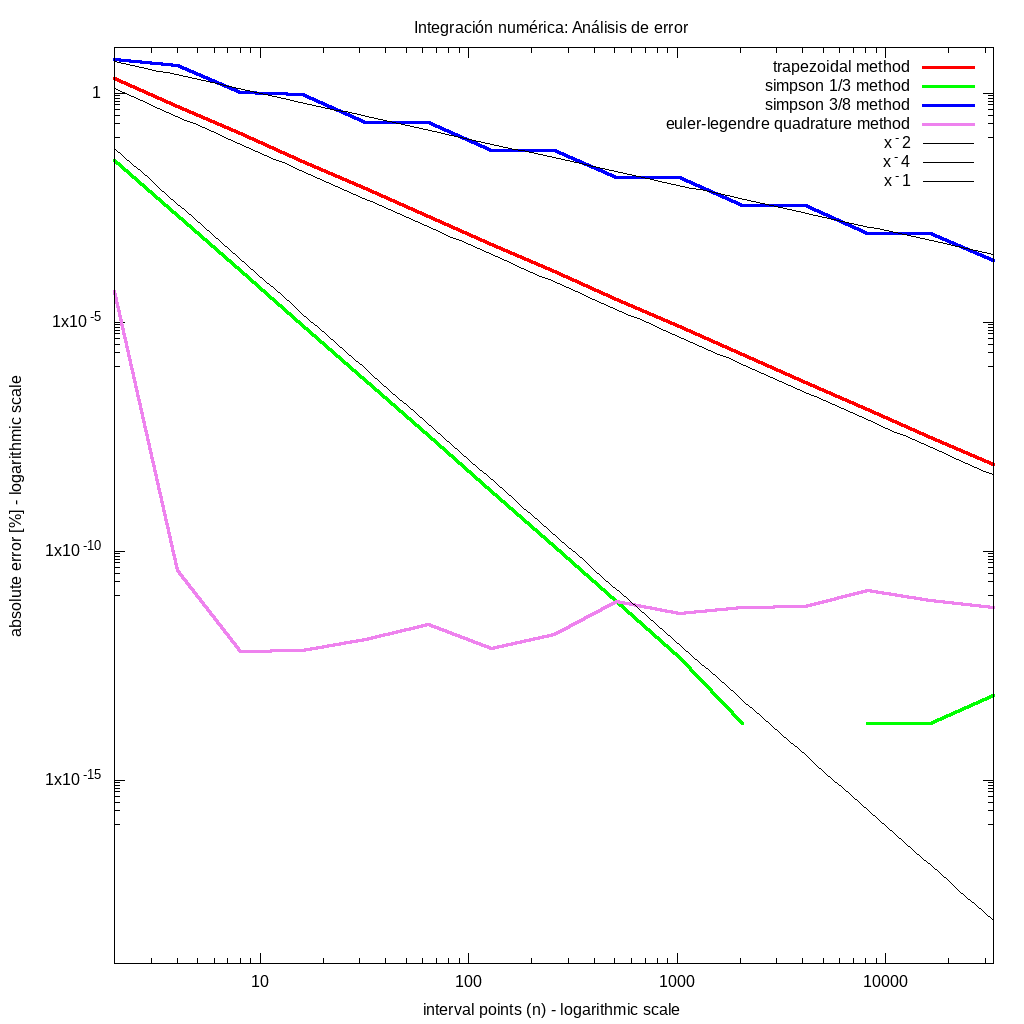 Integración numérica: Análisis de error
trapezoidal method
simpson 1/3 method
simpson 3/8 method
euler-legendre quadrature method
x⁻2
x⁻4
x⁻1
1
1x10⁻⁵
1x10⁻¹⁰
1x10⁻¹⁵
absolute error [%] - logarithmic scale
10
100
1000
10000
interval points (n) - logarithmic scale